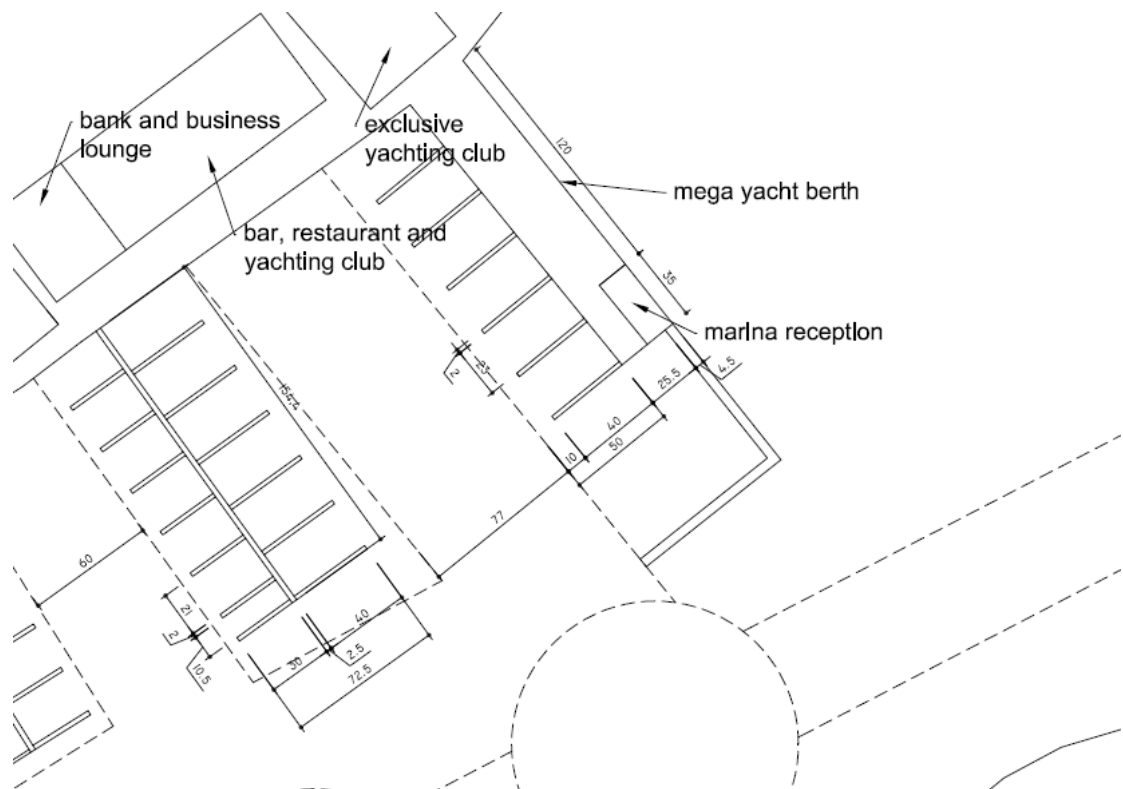 bank and business
lounge
exclusive
yachting club
120
mega yacht berth
bar, restaurant and
yachting club
35
marina reception
4.5
25.5
2
23
154,4
40
50
10
77
60
21
2
10.5
40
30
2.5
72.5